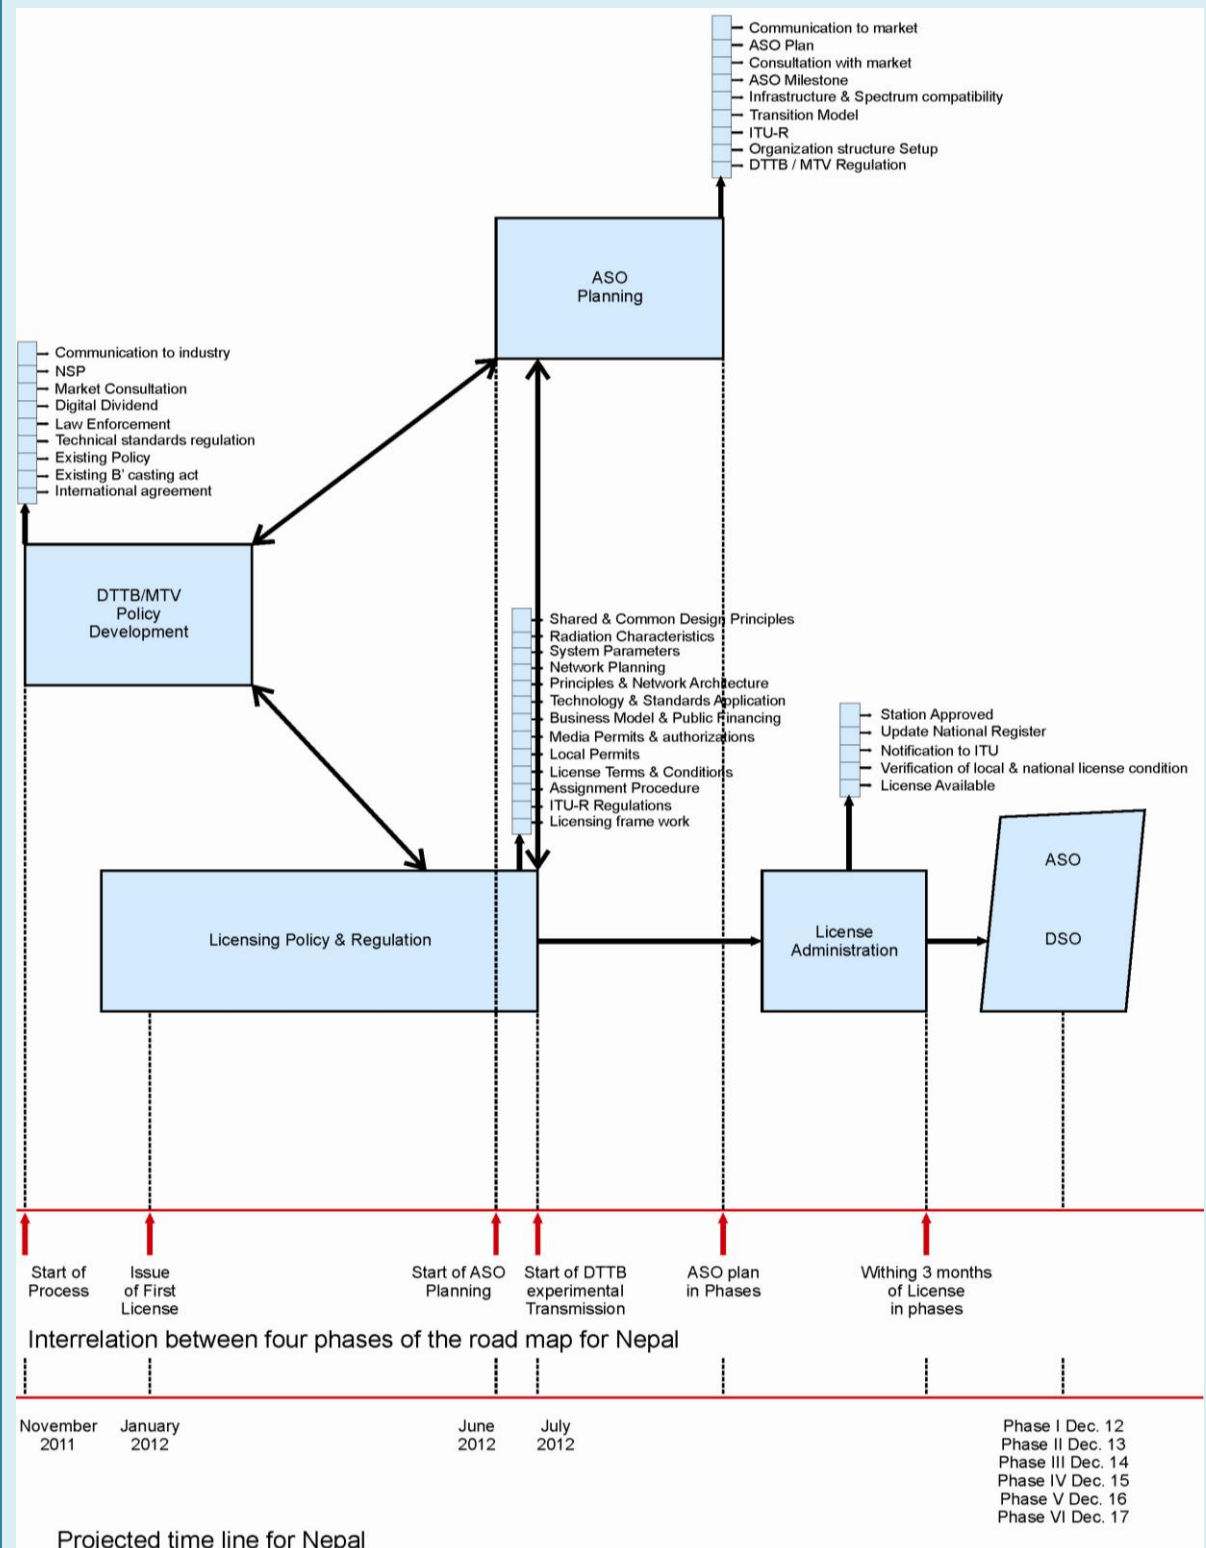 Communication to market
ASO Plan
Consultation with market
ASO Milestone
Infrastructure & Spectrum compatibility
Transition Model
ITU-R
Organization structure Setup
DTTB / MTV Regulation
ASO
Planning
Communication to industry
NSP
Market Consultation
Digital Dividend
Law Enforcement
Technical standards regulation
Existing Policy
Existing B' casting act
International agreement
DTTB/MTV
Policy
Development
Shared & Common Design Principles
Radiation Characteristics
System Parameters
Network Planning
Principles & Network Architecture
Technology & Standards Application
Business Model & Public Financing
Media Permits & authorizations
Local Permits
License Terms & Conditions
Assignment Procedure
ITU-R Regulations
Licensing frame work
Station Approved
Update National Register
Notification to ITU
Verification of local & national license condition
License Available
Licensing Policy & Regulation
License
Administration
ASO
DSO
Start of
Process
Issue
of First
License
Start of ASO
Planning
Start of DTTB
experimental
Transmission
ASO plan
in Phases
Withing 3 months
of License
in phases
Interrelation between four phases of the road map for Nepal
November
2011
January
2012
June
2012
July
2012
Phase I Dec. 12
Phase II Dec. 13
Phase III Dec. 14
Phase IV Dec. 15
Phase V Dec. 16
Phase VI Dec. 17
Projected time line for Nepal